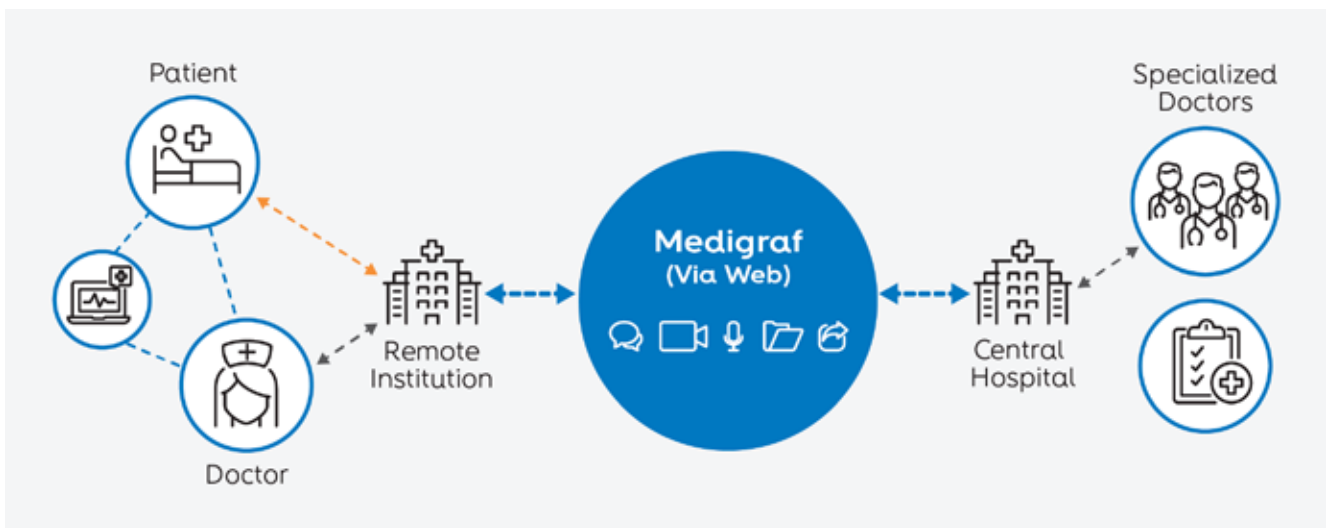 Patient
Specialized
Doctors
Medigraf
(Via Web)
Remote
Institution
Central
Hospital
Doctor